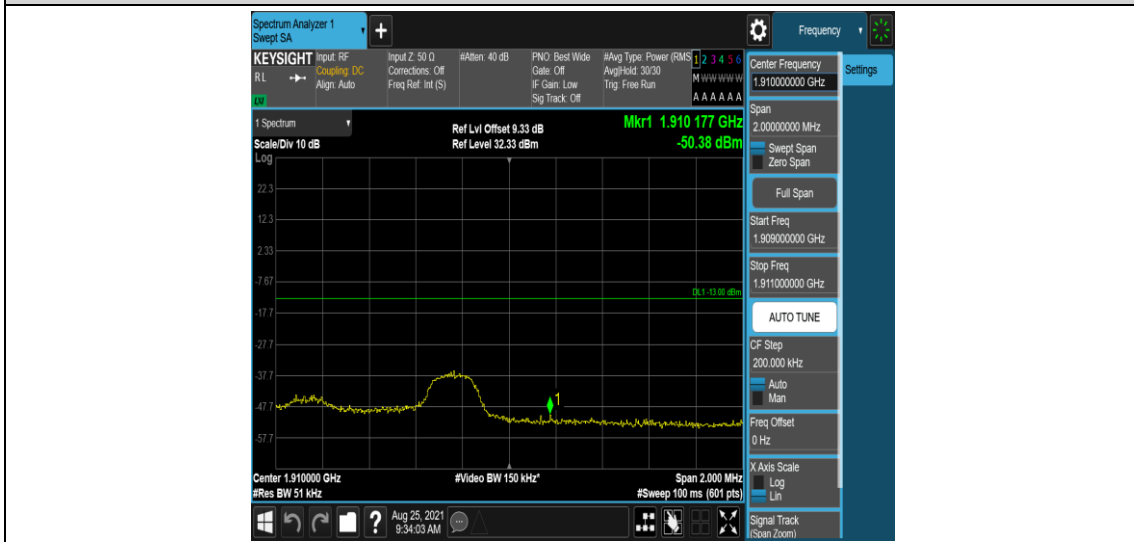 Spectrum Analyzer 1
Swept SA
Frequency
KEYSIGHT
RL
Input: RF
Coupling: DC
Align: Auto
Input Z: 50 Ω
Corrections: Off
Freq Ref: Int (S)
#Atten: 40 dB
PNO: Best Wide
Gate: Off
IF Gain: Low
Sig Track: Off
#Avg Type: Power (RMS
Avg|Hold: 30/30
Trig: Free Run
1 2 3 4 5 6
M W W W W W
A A A A A A
1 Spectrum
Scale/Div 10 dB
Ref Lvl Offset 9.33 dB
Ref Level 32.33 dBm
Mkr1 1.910 177 GHz
-50.38 dBm
Log
22.3
12.3
2.33
-7.67
DL1 -13.00 dBm
-17.7
-27.7
-37.7
-47.7
1
-57.7
Center 1.910000 GHz
#Res BW 51 kHz
#Video BW 150 kHz*
Span 2.000 MHz
#Sweep 100 ms (601 pts)
Aug 25, 2021
9:34:03 AM
Center Frequency
1.910000000 GHz
Settings
Span
2.00000000 MHz
Swept Span
Zero Span
Full Span
Start Freq
1.909000000 GHz
Stop Freq
1.911000000 GHz
AUTO TUNE
CF Step
200.000 kHz
Auto
Man
Freq Offset
0 Hz
X Axis Scale
Log
Lin
Signal Track
(Span Zoom)